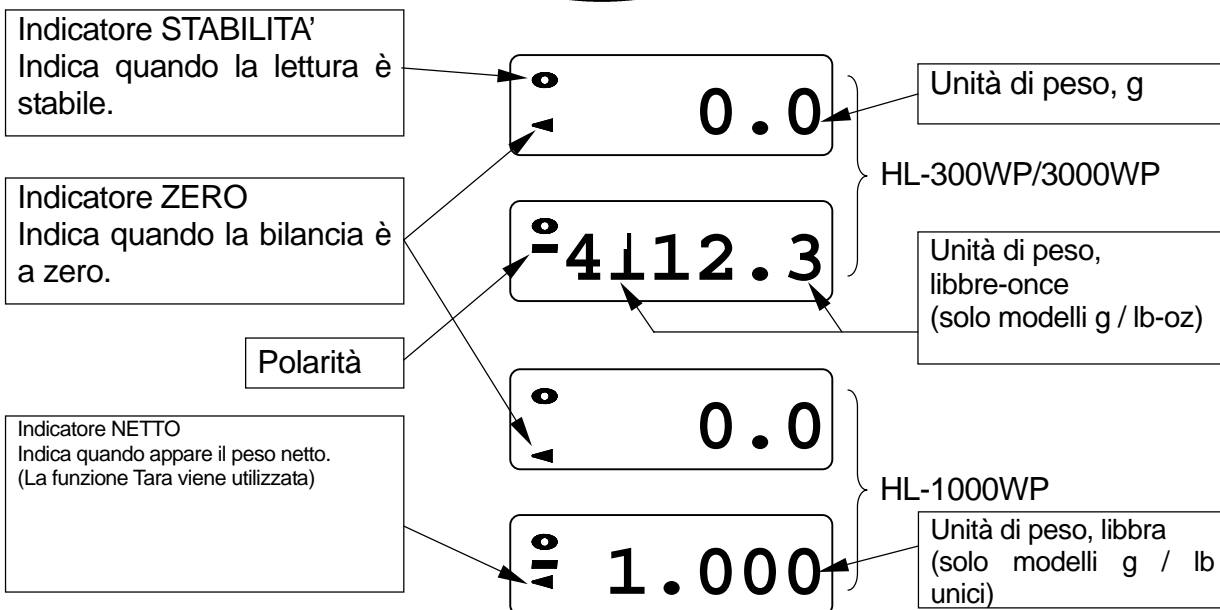 Indicatore STABILITA'
Indica quando la lettura è
stabile.
0.0
Unità di peso, g
HL-300WP/3000WP
Indicatore ZERO
Indica quando la bilancia è
a zero.
4⊥12.3
Unità di peso,
libbre-once
(solo modelli g / lb-oz)
Polarità
0.0
Indicatore NETTO
Indica quando appare il peso netto.
(La funzione Tara viene utilizzata)
HL-1000WP
1.000
Unità di peso, libbra
(solo modelli g / lb
unici)